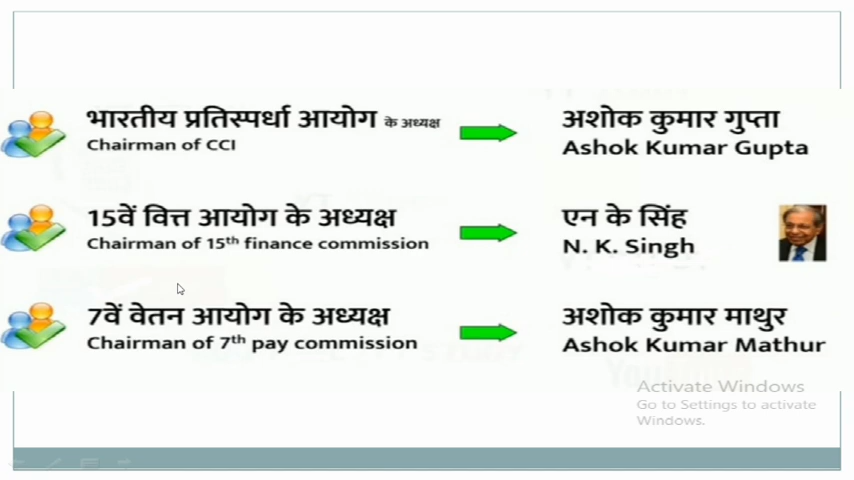 भारतीय प्रतिस्पर्धा आयोग के अध्यक्ष
Chairman of CCI
अशोक कुमार गुप्ता
Ashok Kumar Gupta
15वें वित्त आयोग के अध्यक्ष
Chairman of 15th finance commission
एन के सिंह
N. K. Singh
7वें वेतन आयोग के अध्यक्ष
Chairman of 7th pay commission
अशोक कुमार माथुर
Ashok Kumar Mathur
Activate Windows
Go to Settings to activate
Windows.